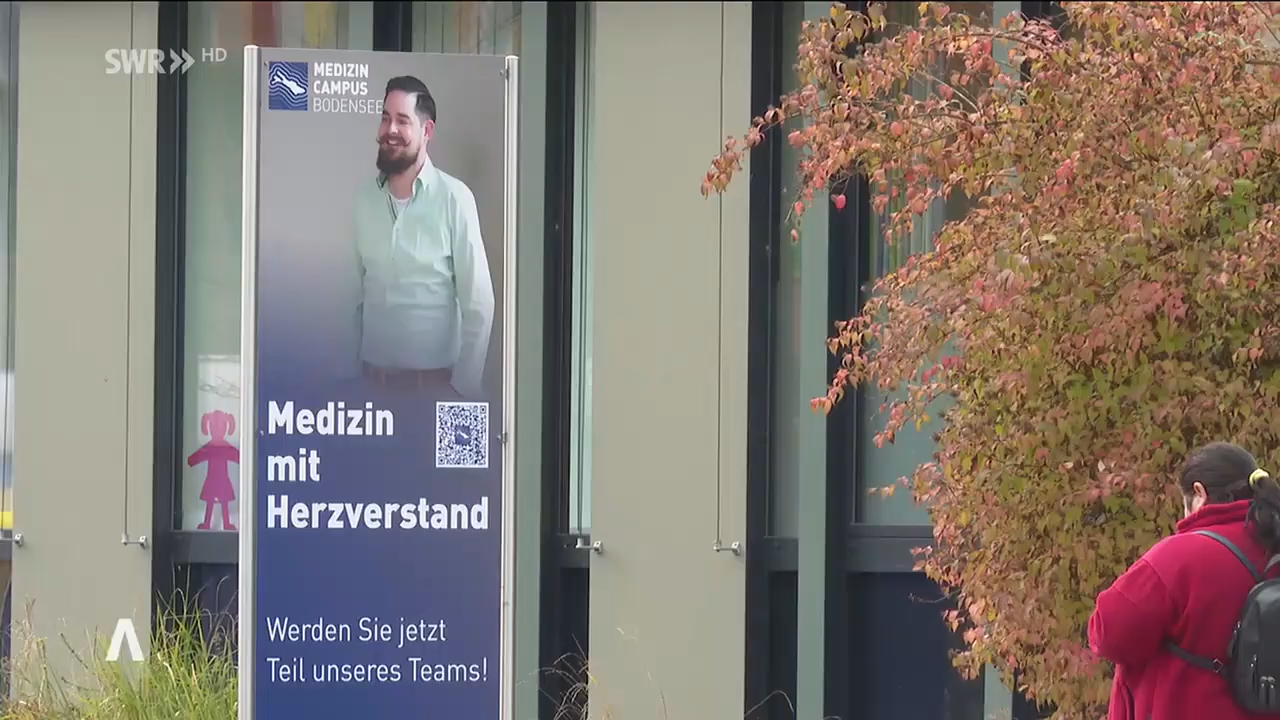 SWR>> HD
MEDIZIN
CAMPUS
BODENSEE
Medizin
mit
Herzverstand
Werden Sie jetzt
Teil unseres Teams!